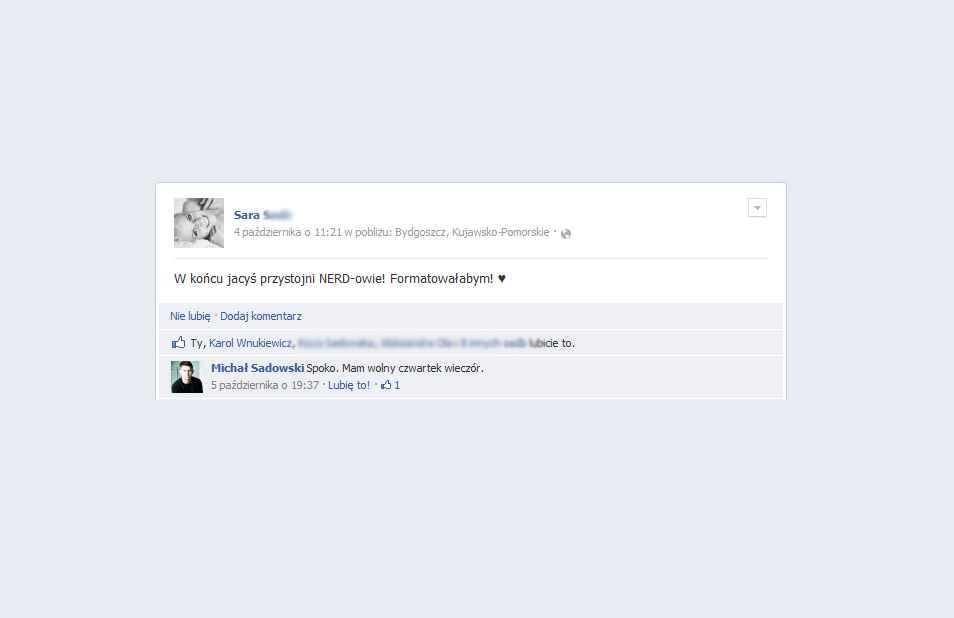 Sara
4 października o 11:21 w pobliżu: Bydgoszcz, Kujawsko-Pomorskie ·
W końcu jacyś przystojni NERD-owie! Formatowałabym! ♥
Nie lubię · Dodaj komentarz
Ty, Karol Wnukiewicz, lubicie to.
Michał Sadowski Spoko. Mam wolny czwartek wieczór.
5 października o 19:37 · Lubię to! · 1